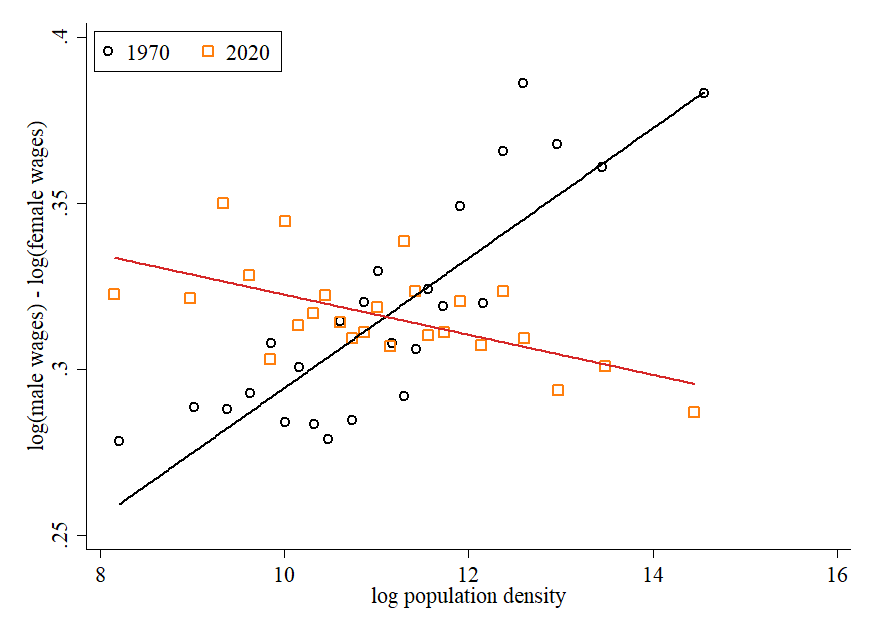 1970 2020
log(male wages) - log(female wages)
.4
.35
.3
.25
8 10 12 14 16
log population density